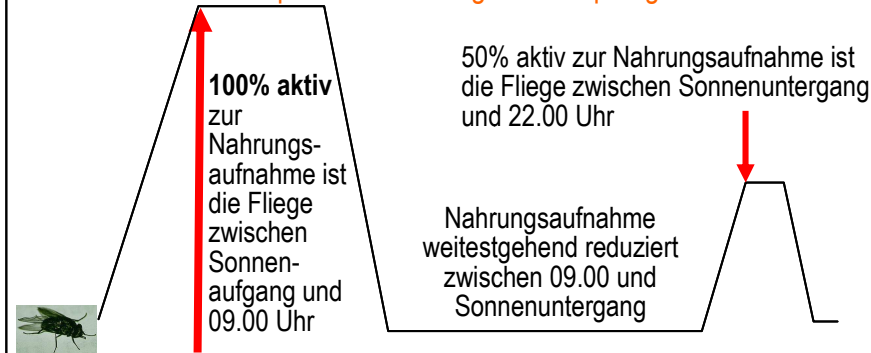 50% aktiv zur Nahrungsaufnahme ist
die Fliege zwischen Sonnenuntergang
und 22.00 Uhr
100% aktiv
zur
Nahrungs-
aufnahme ist
die Fliege
zwischen
Sonnen-
aufgang und
09.00 Uhr
Nahrungsaufnahme
weitestgehend reduziert
zwischen 09.00 und
Sonnenuntergang